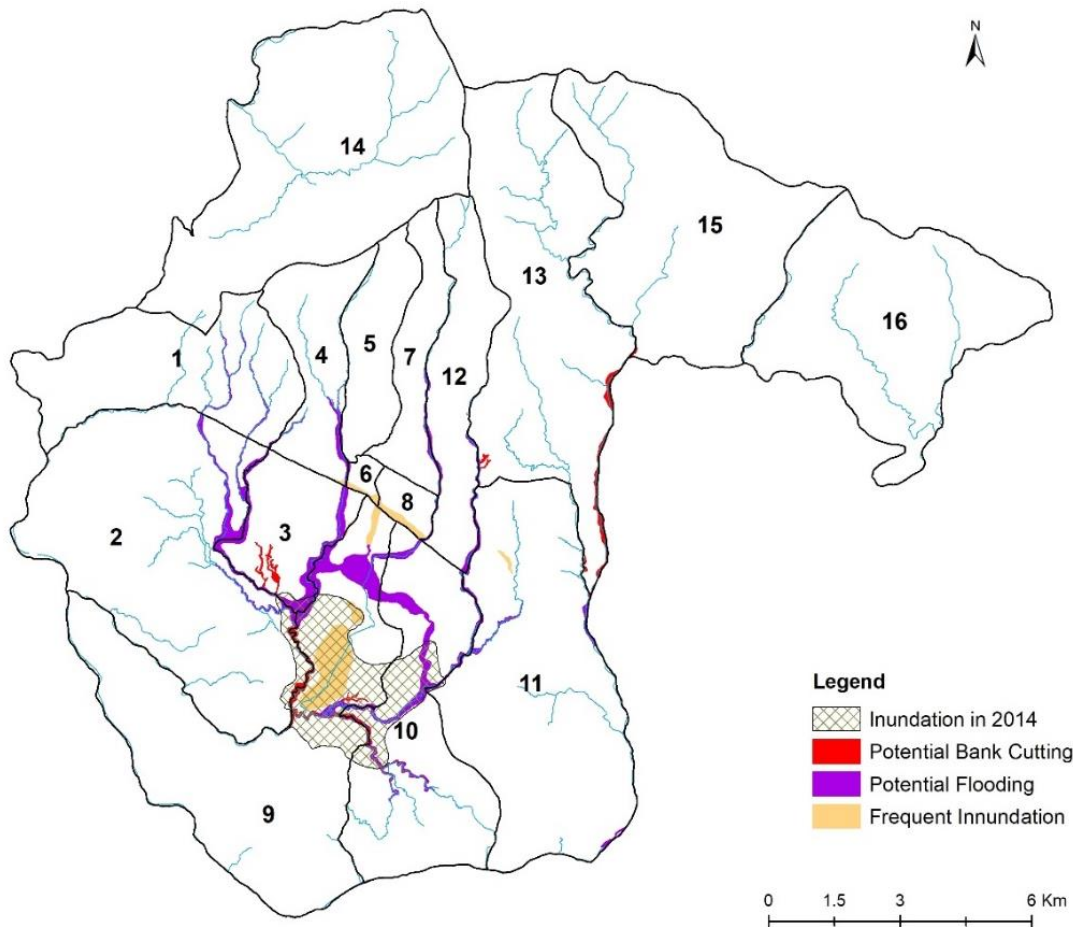 N
14
15
13
16
1
4
5
7
12
6
8
2
3
11
10
9
Legend
Inundation in 2014
Potential Bank Cutting
Potential Flooding
Frequent Innundation
0 1.5 3 6 Km